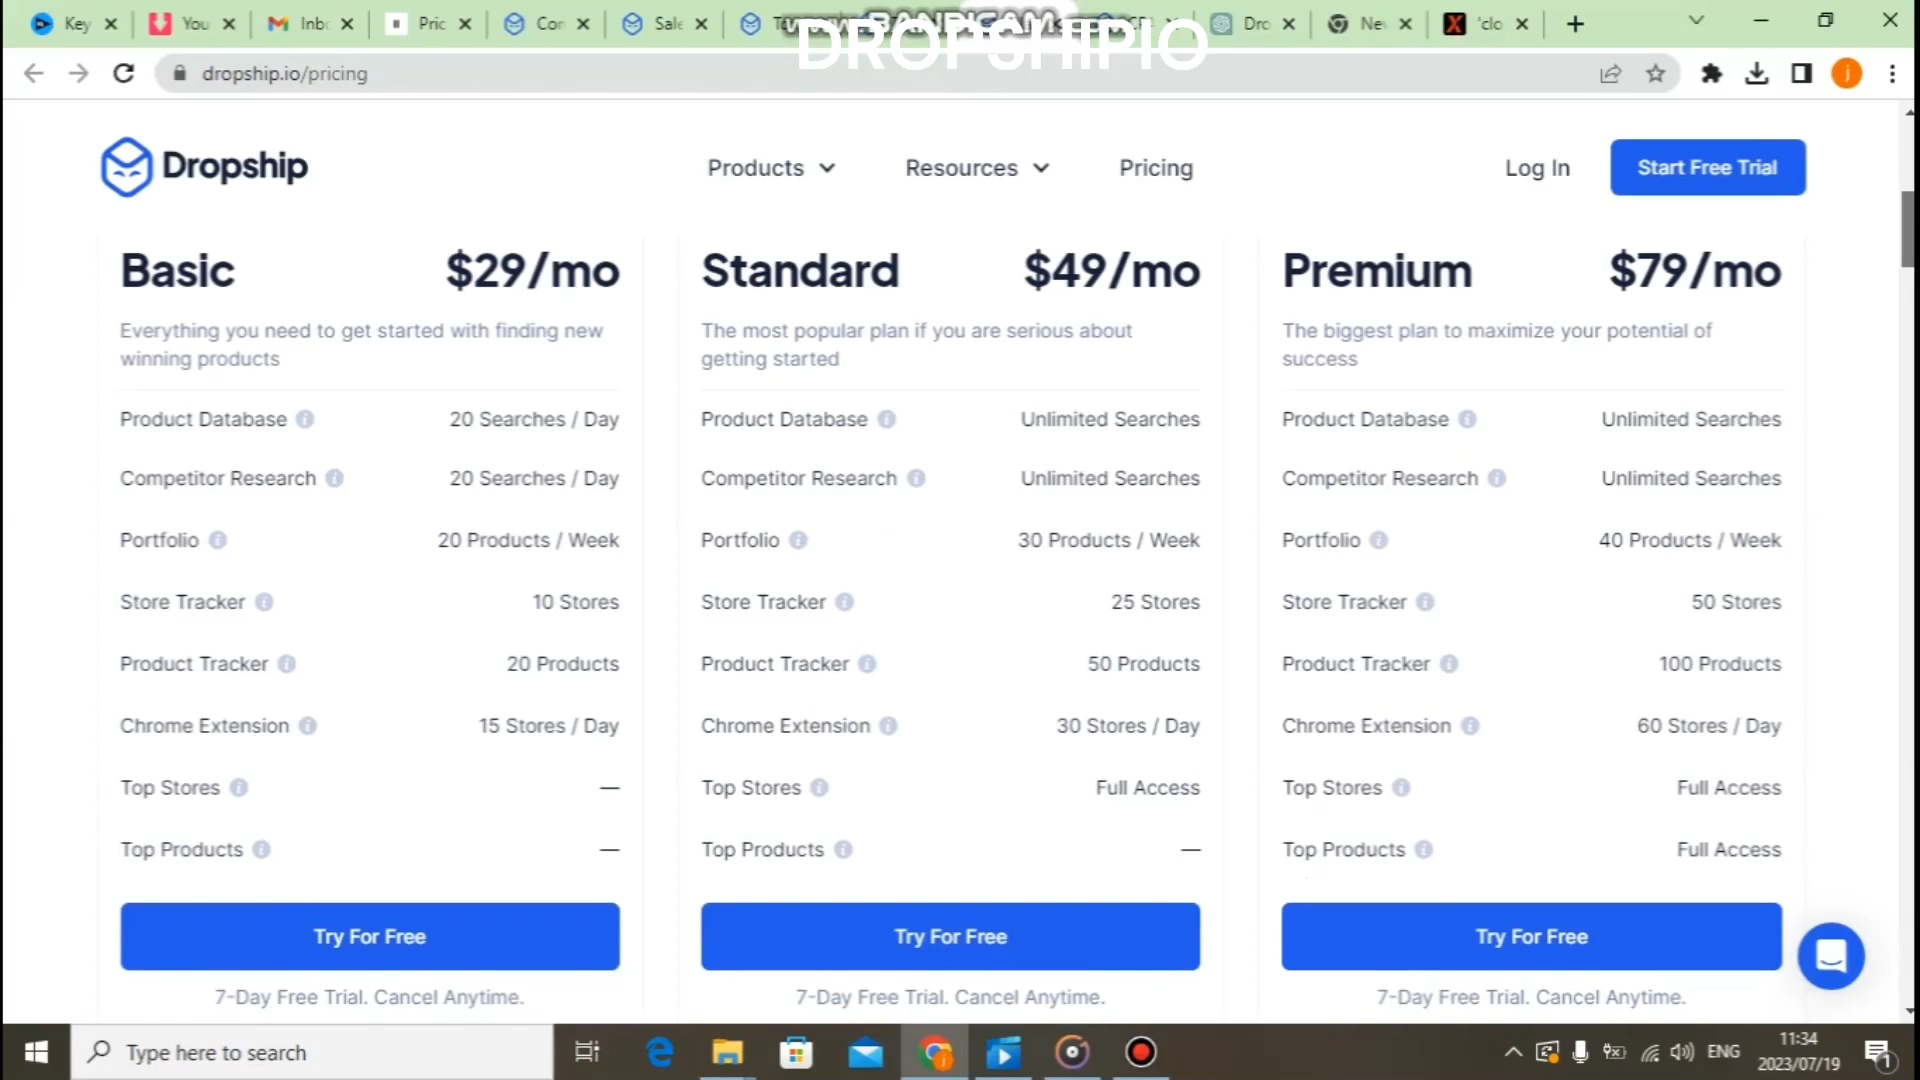 Key
You
Inb
Pric
Con
Sale
Dro
Ne
'clo
DROPSHIPIO
dropship.io/pricing
j
Dropship
Products
Resources
Pricing
Log In
Start Free Trial
Basic $29/mo
Everything you need to get started with finding new
winning products
Product Database 20 Searches / Day
Competitor Research 20 Searches / Day
Portfolio 20 Products / Week
Store Tracker 10 Stores
Product Tracker 20 Products
Chrome Extension 15 Stores / Day
Top Stores —
Top Products —
Try For Free
7-Day Free Trial. Cancel Anytime.
Standard $49/mo
The most popular plan if you are serious about
getting started
Product Database Unlimited Searches
Competitor Research Unlimited Searches
Portfolio 30 Products / Week
Store Tracker 25 Stores
Product Tracker 50 Products
Chrome Extension 30 Stores / Day
Top Stores Full Access
Top Products —
Try For Free
7-Day Free Trial. Cancel Anytime.
Premium $79/mo
The biggest plan to maximize your potential of
success
Product Database Unlimited Searches
Competitor Research Unlimited Searches
Portfolio 40 Products / Week
Store Tracker 50 Stores
Product Tracker 100 Products
Chrome Extension 60 Stores / Day
Top Stores Full Access
Top Products Full Access
Try For Free
7-Day Free Trial. Cancel Anytime.
Type here to search
ENG
11:34
2023/07/19
1